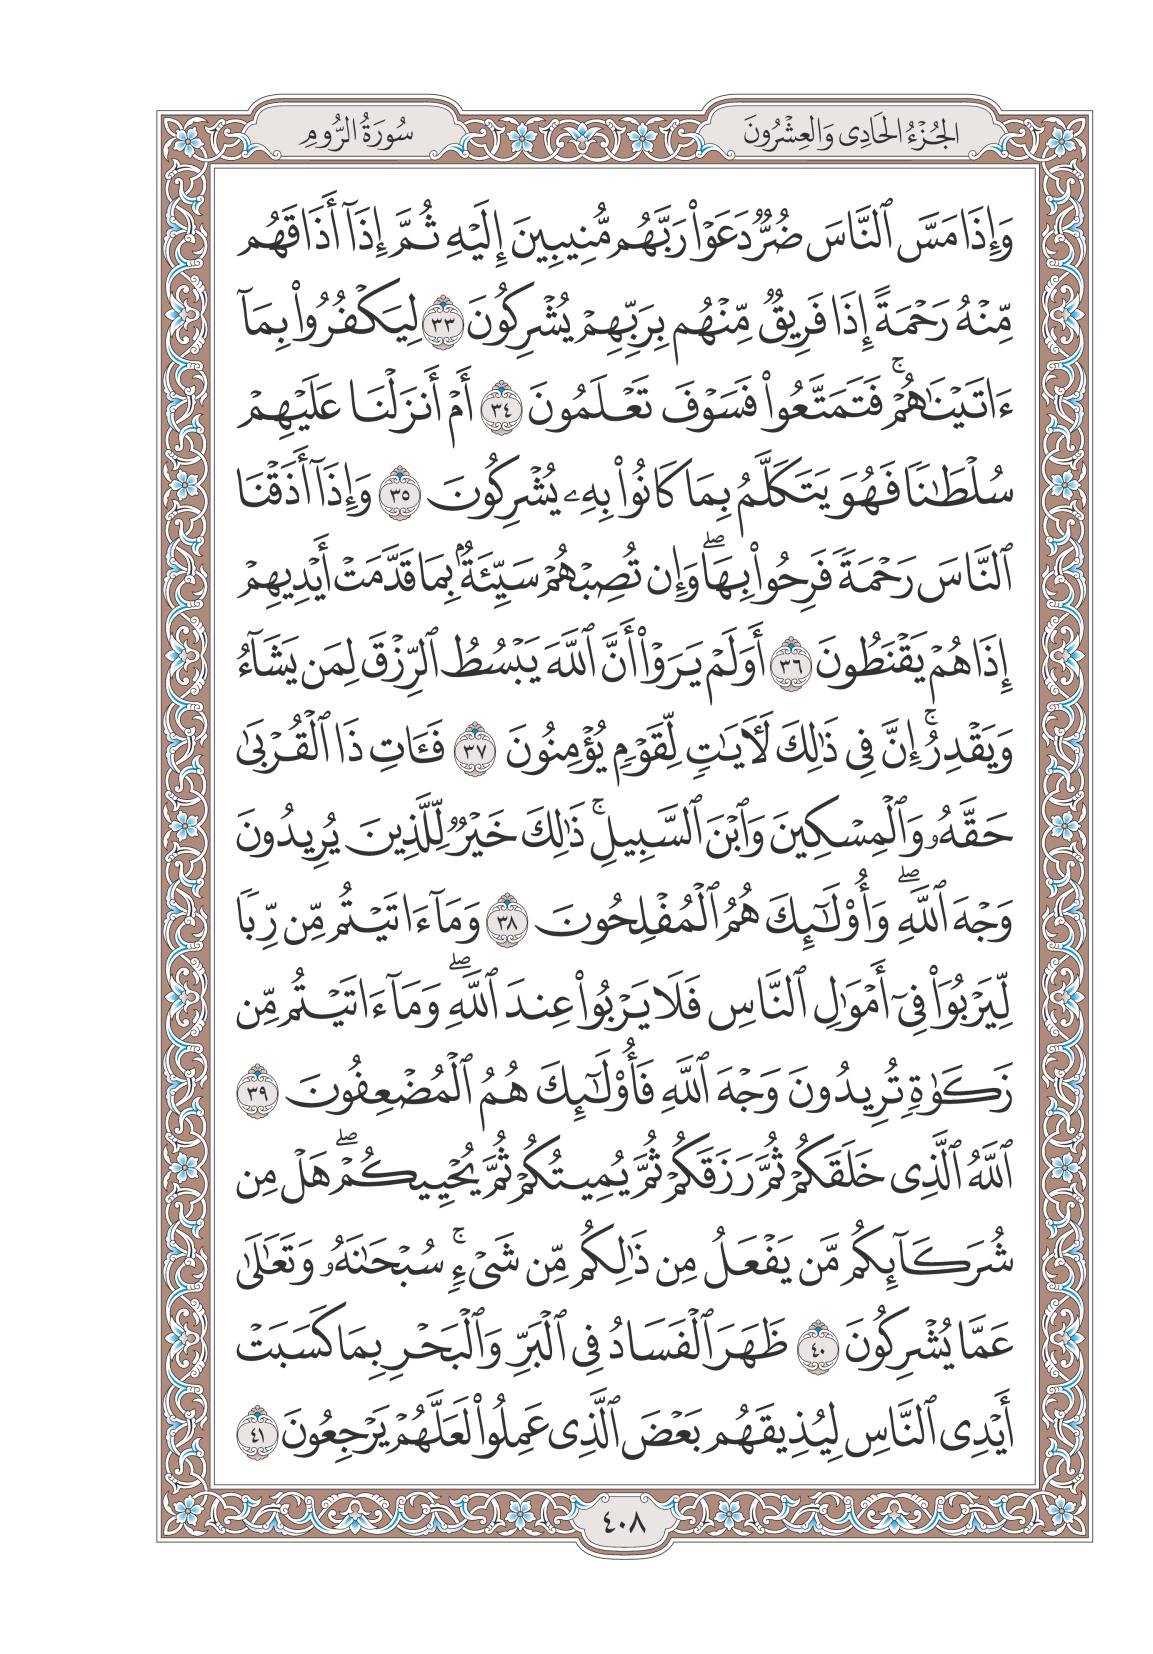 الجُزْءُ الحَادِى وَالعِشْرُونَ
سُورَةُ الرُّومِ
وَإِذَا مَسَّ ٱلنَّاسَ ضُرٌّ دَعَوْا۟ رَبَّهُم مُّنِيبِينَ إِلَيْهِ ثُمَّ إِذَآ أَذَاقَهُم
مِّنْهُ رَحْمَةً إِذَا فَرِيقٌ مِّنْهُم بِرَبِّهِمْ يُشْرِكُونَ ٣٣ لِيَكْفُرُوا۟ بِمَآ
ءَاتَيْنَٰهُمْ ۚ فَتَمَتَّعُوا۟ فَسَوْفَ تَعْلَمُونَ ٣٤ أَمْ أَنزَلْنَا عَلَيْهِمْ
سُلْطَٰنًا فَهُوَ يَتَكَلَّمُ بِمَا كَانُوا۟ بِهِۦ يُشْرِكُونَ ٣٥ وَإِذَآ أَذَقْنَا
ٱلنَّاسَ رَحْمَةً فَرِحُوا۟ بِهَا ۖ وَإِن تُصِبْهُمْ سَيِّئَةٌۢ بِمَا قَدَّمَتْ أَيْدِيهِمْ
إِذَا هُمْ يَقْنَطُونَ ٣٦ أَوَلَمْ يَرَوْا۟ أَنَّ ٱللَّهَ يَبْسُطُ ٱلرِّزْقَ لِمَن يَشَآءُ
وَيَقْدِرُ ۚ إِنَّ فِى ذَٰلِكَ لَءَايَٰتٍ لِّقَوْمٍ يُؤْمِنُونَ ٣٧ فَـَٔاتِ ذَا ٱلْقُرْبَىٰ
حَقَّهُۥ وَٱلْمِسْكِينَ وَٱبْنَ ٱلسَّبِيلِ ۚ ذَٰلِكَ خَيْرٌ لِّلَّذِينَ يُرِيدُونَ
وَجْهَ ٱللَّهِ ۖ وَأُو۟لَٰٓئِكَ هُمُ ٱلْمُفْلِحُونَ ٣٨ وَمَآ ءَاتَيْتُم مِّن رِّبًا
لِّيَرْبُوَا۟ فِىٓ أَمْوَٰلِ ٱلنَّاسِ فَلَا يَرْبُوا۟ عِندَ ٱللَّهِ ۖ وَمَآ ءَاتَيْتُم مِّن
زَكَوٰةٍ تُرِيدُونَ وَجْهَ ٱللَّهِ فَأُو۟لَٰٓئِكَ هُمُ ٱلْمُضْعِفُونَ ٣٩
ٱللَّهُ ٱلَّذِى خَلَقَكُمْ ثُمَّ رَزَقَكُمْ ثُمَّ يُمِيتُكُمْ ثُمَّ يُحْيِيكُمْ ۖ هَلْ مِن
شُرَكَآئِكُم مَّن يَفْعَلُ مِن ذَٰلِكُم مِّن شَىْءٍ ۚ سُبْحَٰنَهُۥ وَتَعَٰلَىٰ
عَمَّا يُشْرِكُونَ ٤٠ ظَهَرَ ٱلْفَسَادُ فِى ٱلْبَرِّ وَٱلْبَحْرِ بِمَا كَسَبَتْ
أَيْدِى ٱلنَّاسِ لِيُذِيقَهُم بَعْضَ ٱلَّذِى عَمِلُوا۟ لَعَلَّهُمْ يَرْجِعُونَ ٤١
٤٠٨